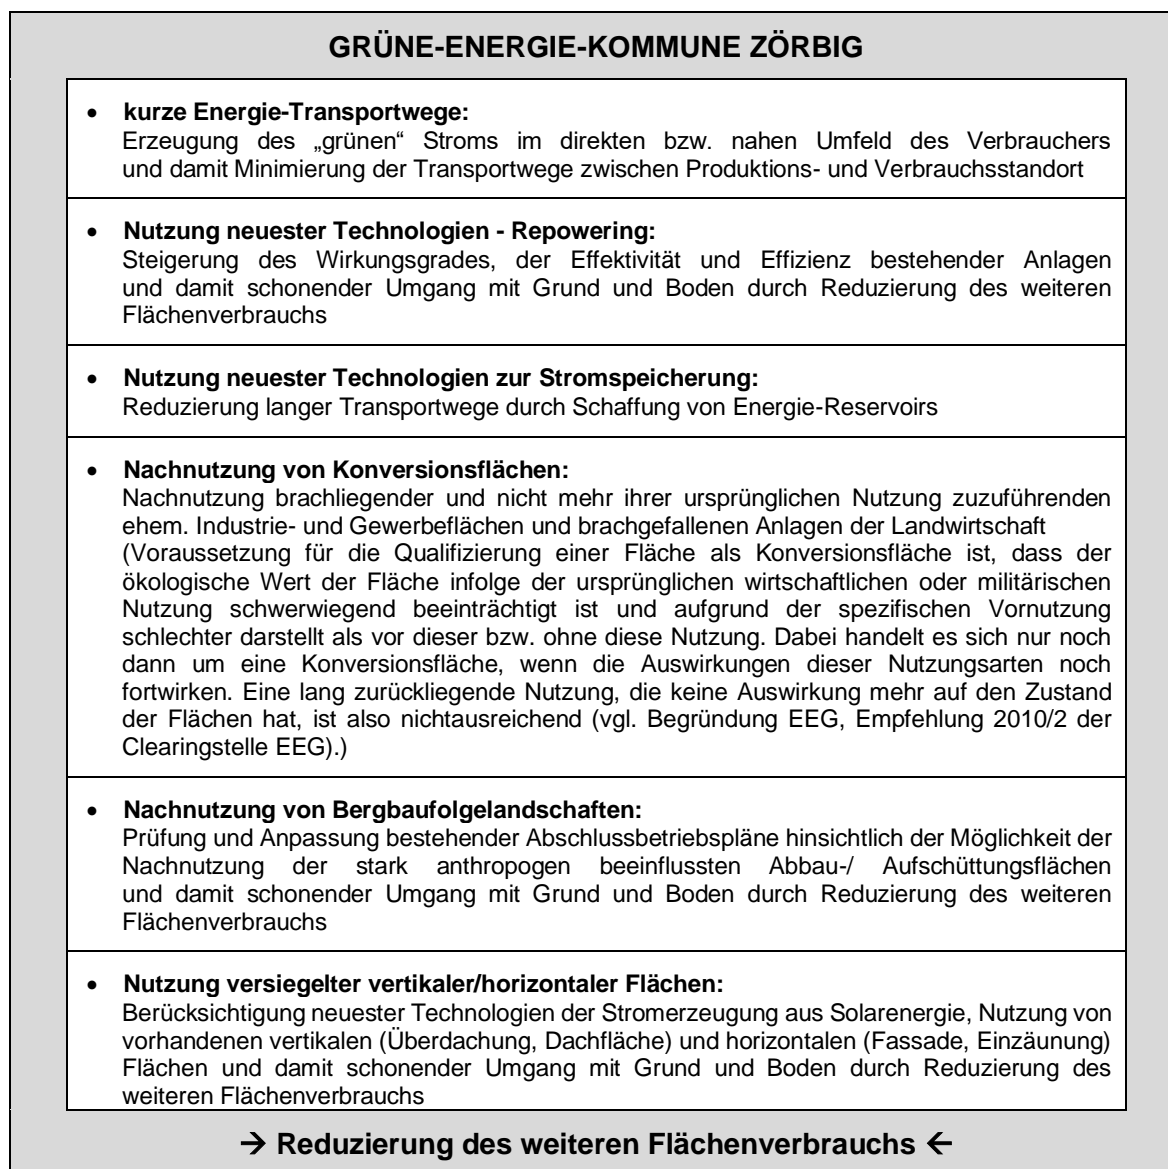 GRÜNE-ENERGIE-KOMMUNE ZÖRBIG
• kurze Energie-Transportwege:
Erzeugung des „grünen“ Stroms im direkten bzw. nahen Umfeld des Verbrauchers
und damit Minimierung der Transportwege zwischen Produktions- und Verbrauchsstandort
• Nutzung neuester Technologien - Repowering:
Steigerung des Wirkungsgrades, der Effektivität und Effizienz bestehender Anlagen
und damit schonender Umgang mit Grund und Boden durch Reduzierung des weiteren
Flächenverbrauchs
• Nutzung neuester Technologien zur Stromspeicherung:
Reduzierung langer Transportwege durch Schaffung von Energie-Reservoirs
• Nachnutzung von Konversionsflächen:
Nachnutzung brachliegender und nicht mehr ihrer ursprünglichen Nutzung zuzuführenden
ehem. Industrie- und Gewerbeflächen und brachgefallenen Anlagen der Landwirtschaft
(Voraussetzung für die Qualifizierung einer Fläche als Konversionsfläche ist, dass der
ökologische Wert der Fläche infolge der ursprünglichen wirtschaftlichen oder militärischen
Nutzung schwerwiegend beeinträchtigt ist und aufgrund der spezifischen Vornutzung
schlechter darstellt als vor dieser bzw. ohne diese Nutzung. Dabei handelt es sich nur noch
dann um eine Konversionsfläche, wenn die Auswirkungen dieser Nutzungsarten noch
fortwirken. Eine lang zurückliegende Nutzung, die keine Auswirkung mehr auf den Zustand
der Flächen hat, ist also nichtausreichend (vgl. Begründung EEG, Empfehlung 2010/2 der
Clearingstelle EEG).)
• Nachnutzung von Bergbaufolgelandschaften:
Prüfung und Anpassung bestehender Abschlussbetriebspläne hinsichtlich der Möglichkeit der
Nachnutzung der stark anthropogen beeinflussten Abbau-/ Aufschüttungsflächen
und damit schonender Umgang mit Grund und Boden durch Reduzierung des weiteren
Flächenverbrauchs
• Nutzung versiegelter vertikaler/horizontaler Flächen:
Berücksichtigung neuester Technologien der Stromerzeugung aus Solarenergie, Nutzung von
vorhandenen vertikalen (Überdachung, Dachfläche) und horizontalen (Fassade, Einzäunung)
Flächen und damit schonender Umgang mit Grund und Boden durch Reduzierung des
weiteren Flächenverbrauchs
→ Reduzierung des weiteren Flächenverbrauchs ←